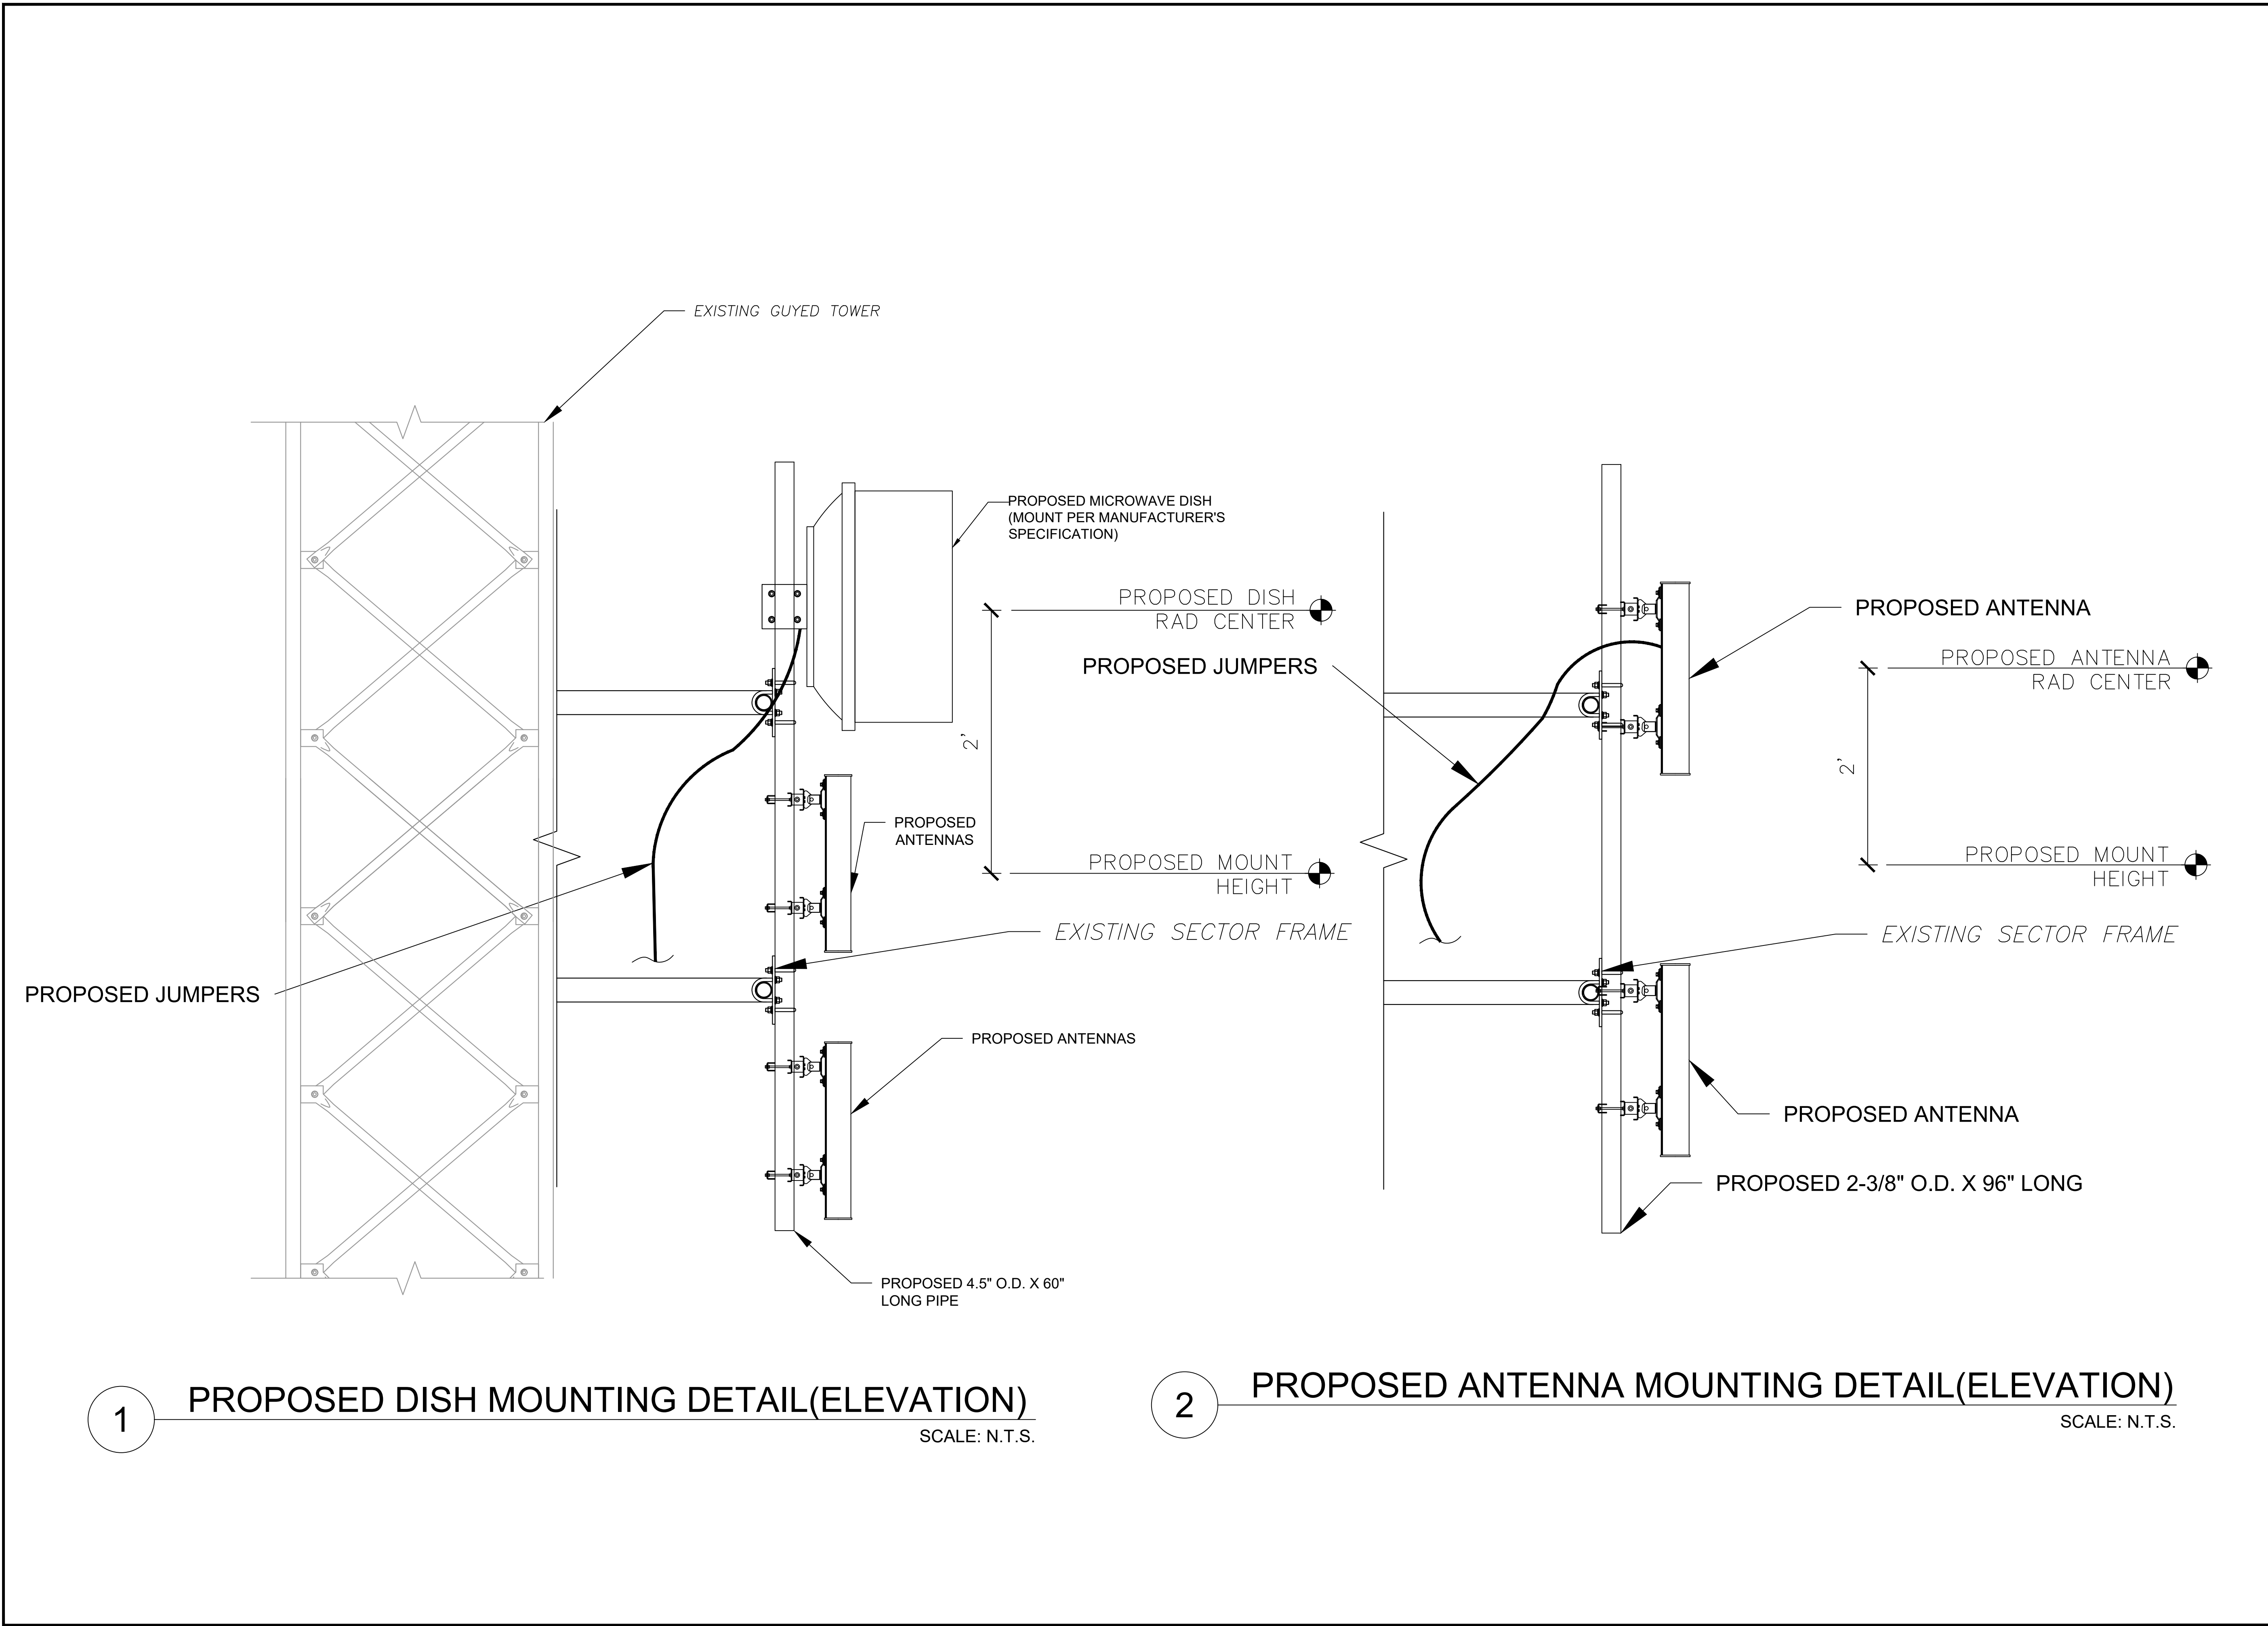 EXISTING GUYED TOWER
PROPOSED MICROWAVE DISH
(MOUNT PER MANUFACTURER'S
SPECIFICATION)
PROPOSED DISH
RAD CENTER
PROPOSED JUMPERS
2'
PROPOSED
ANTENNAS
PROPOSED MOUNT
HEIGHT
EXISTING SECTOR FRAME
PROPOSED JUMPERS
PROPOSED ANTENNAS
PROPOSED 4.5" O.D. X 60"
LONG PIPE
PROPOSED ANTENNA
PROPOSED ANTENNA
RAD CENTER
2'
PROPOSED MOUNT
HEIGHT
EXISTING SECTOR FRAME
PROPOSED ANTENNA
PROPOSED 2-3/8" O.D. X 96" LONG
1
PROPOSED DISH MOUNTING DETAIL(ELEVATION)
SCALE: N.T.S.
2
PROPOSED ANTENNA MOUNTING DETAIL(ELEVATION)
SCALE: N.T.S.